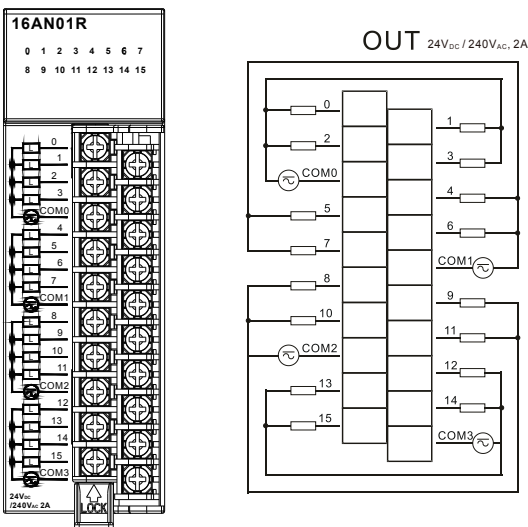 16AN01R
0 1 2 3 4 5 6 7
8 9 10 11 12 13 14 15
L 0
L 1
L 2
L 3
COM0
L 4
L 5
L 6
L 7
COM1
L 8
L 9
L 10
L 11
COM2
L 12
L 13
L 14
L 15
COM3
24VDC
/240VAC 2A
LOCK
OUT 24VDC / 240VAC, 2A
0
1
2
3
COM0
4
5
6
7
COM1
8
9
10
11
COM2
12
13
14
15
COM3